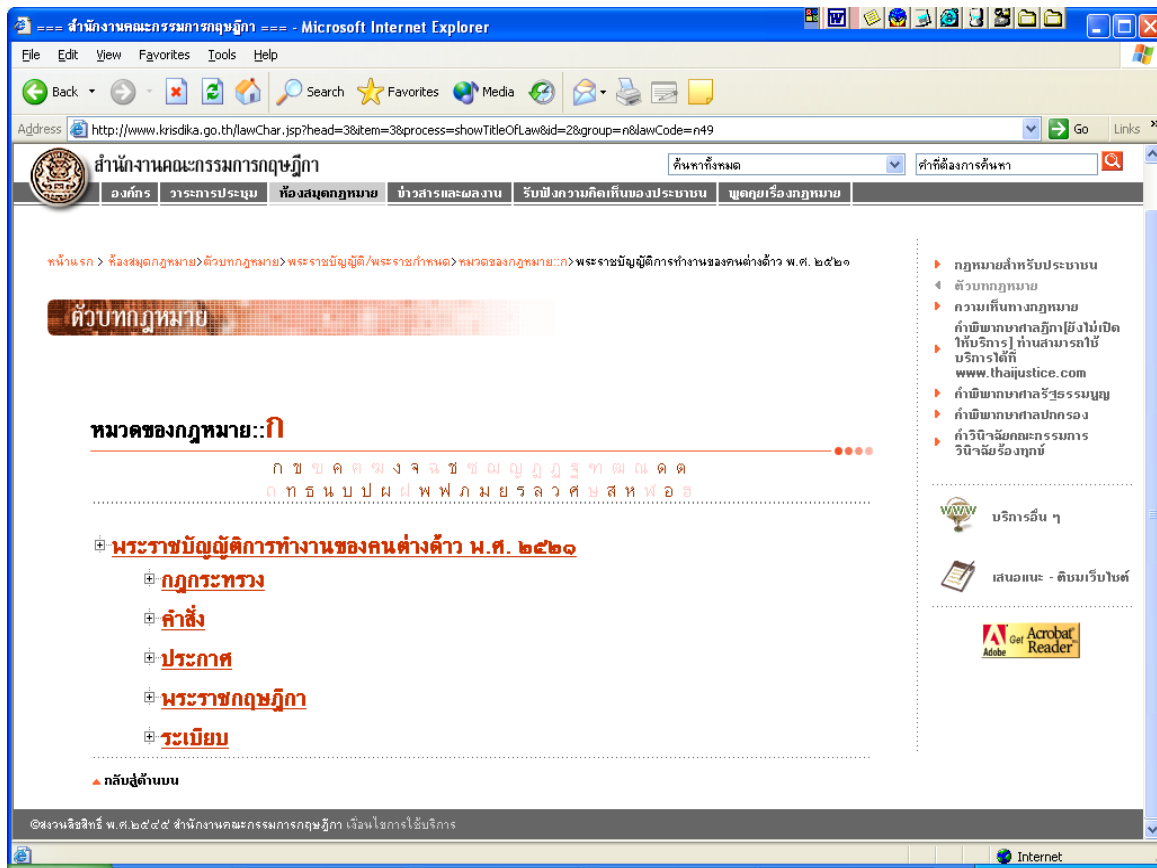 === สำนักงานคณะกรรมการกฤษฎีกา === - Microsoft Internet Explorer
File Edit View Favorites Tools Help
Back Search Favorites Media
Address http://www.krisdika.go.th/lawChar.jsp?head=3&item=3&process=showTitleOfLaw&id=2&group=ก&lawCode=ก49 Go Links
สำนักงานคณะกรรมการกฤษฎีกา ค้นหาทั้งหมด คำที่ต้องการค้นหา
องค์กร วาระการประชุม ห้องสมุดกฎหมาย ข่าวสารและผลงาน รับฟังความคิดเห็นของประชาชน พูดคุยเรื่องกฎหมาย
หน้าแรก > ห้องสมุดกฎหมาย>ตัวบทกฎหมาย>พระราชบัญญัติ/พระราชกำหนด>หมวดของกฎหมาย::ก>พระราชบัญญัติการทำงานของคนต่างด้าว พ.ศ. ๒๕๒๑
ตัวบทกฎหมาย
หมวดของกฎหมาย::ก
ก ข ฃ ค ฅ ฆ ง จ ฉ ช ซ ฌ ญ ฎ ฏ ฐ ฑ ฒ ณ ด ต
ถ ท ธ น บ ป ผ ฝ พ ฟ ภ ม ย ร ล ว ศ ษ ส ห ฬ อ ฮ
พระราชบัญญัติการทำงานของคนต่างด้าว พ.ศ. ๒๕๒๑
กฎกระทรวง
คำสั่ง
ประกาศ
พระราชกฤษฎีกา
ระเบียบ
กลับสู่ด้านบน
กฎหมายสำหรับประชาชน
ตัวบทกฎหมาย
ความเห็นทางกฎหมาย
คำพิพากษาศาลฎีกา[ยังไม่เปิด
ให้บริการ] ท่านสามารถใช้
บริการได้ที่
www.thaijustice.com
คำพิพากษาศาลรัฐธรรมนูญ
คำพิพากษาศาลปกครอง
คำวินิจฉัยคณะกรรมการ
วินิจฉัยร้องทุกข์
WWW บริการอื่น ๆ
เสนอแนะ - ติชมเว็บไซต์
Adobe Get Acrobat Reader
©สงวนลิขสิทธิ์ พ.ศ.๒๕๔๕ สำนักงานคณะกรรมการกฤษฎีกา เงื่อนไขการใช้บริการ
Internet